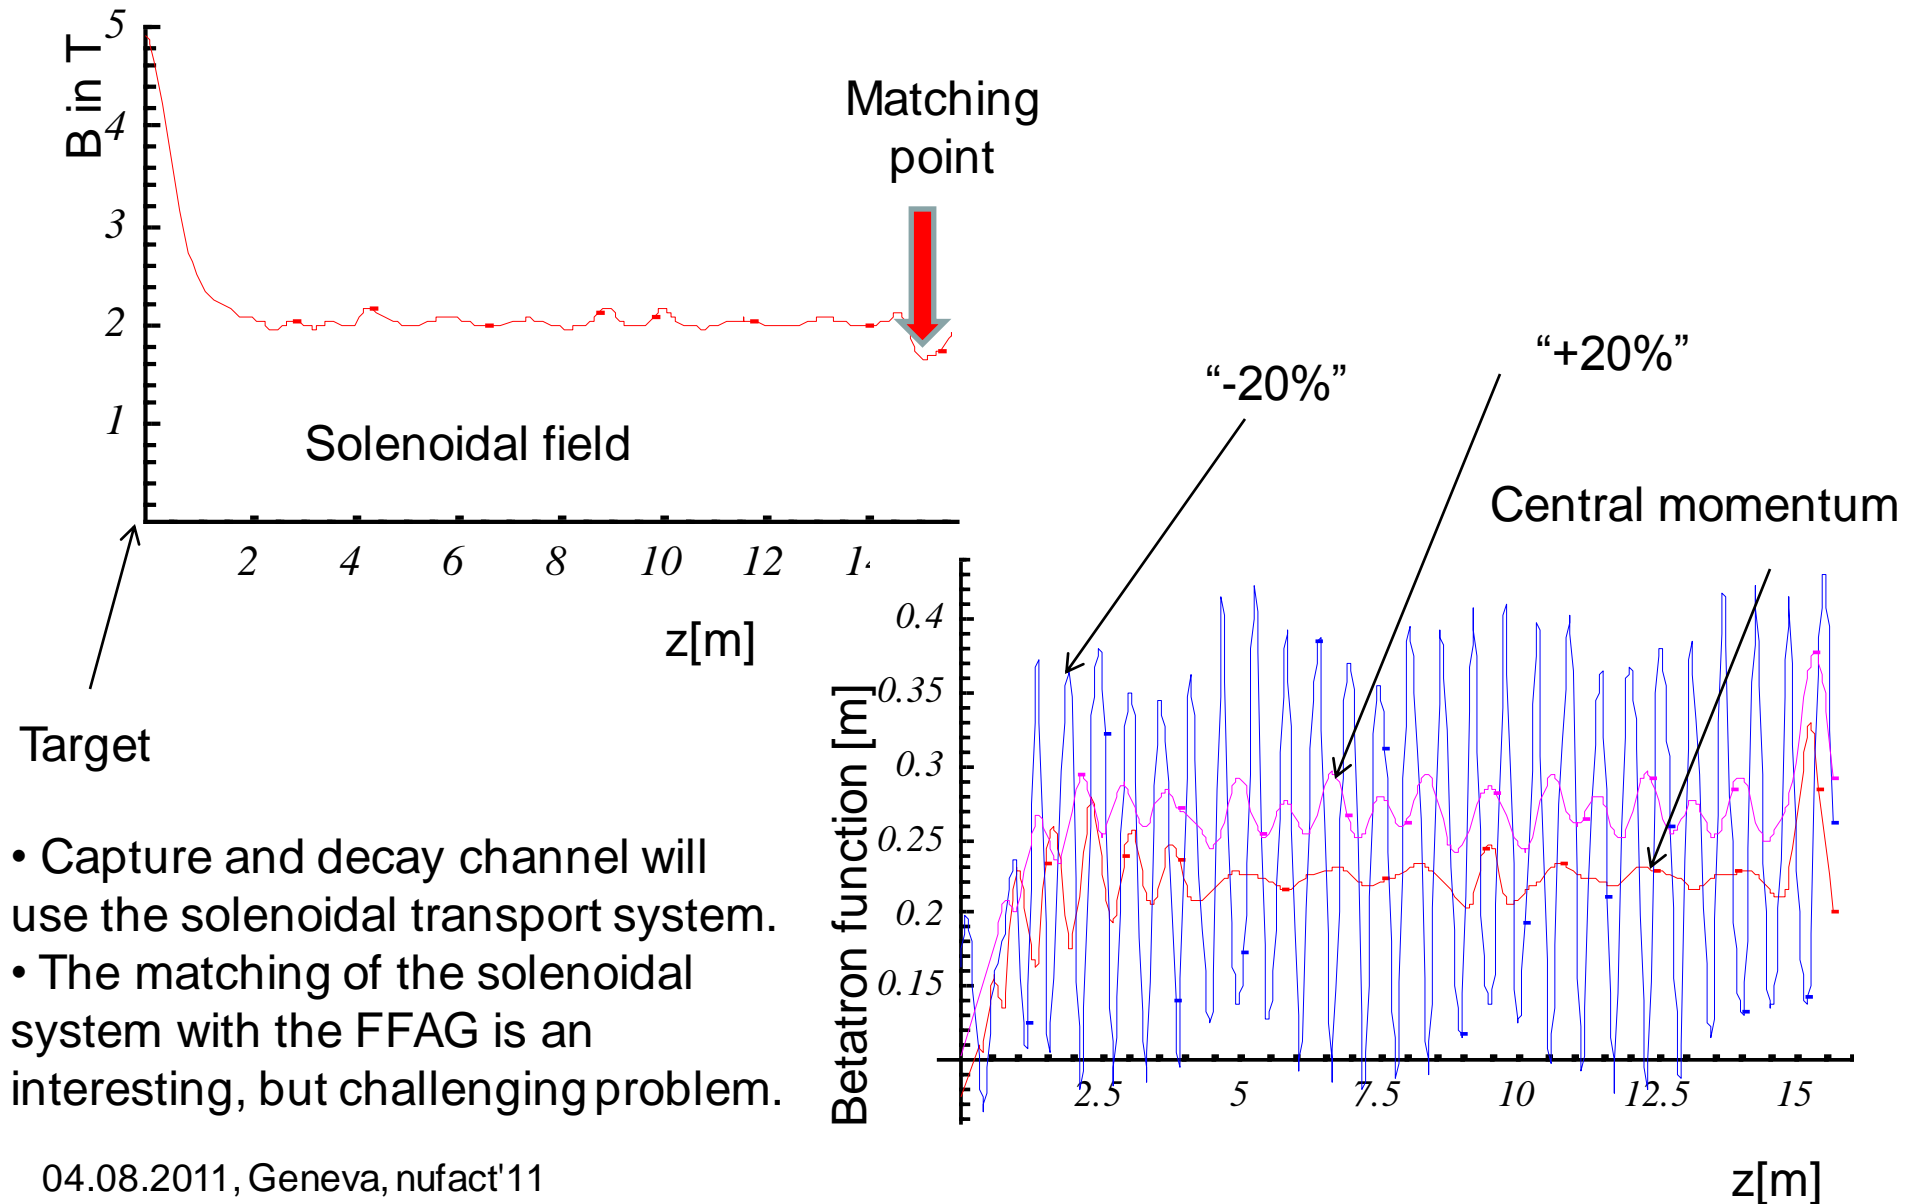 5
4
3
2
1
B in T
2
4
6
8
10
12
14
z[m]
Solenoidal field
Matching
point
Target
“-20%”
“+20%”
Central momentum
0.4
0.35
0.3
0.25
0.2
0.15
Betatron function [m]
2.5
5
7.5
10
12.5
15
z[m]
• Capture and decay channel will
use the solenoidal transport system.
• The matching of the solenoidal
system with the FFAG is an
interesting, but challenging problem.
04.08.2011, Geneva, nufact'11